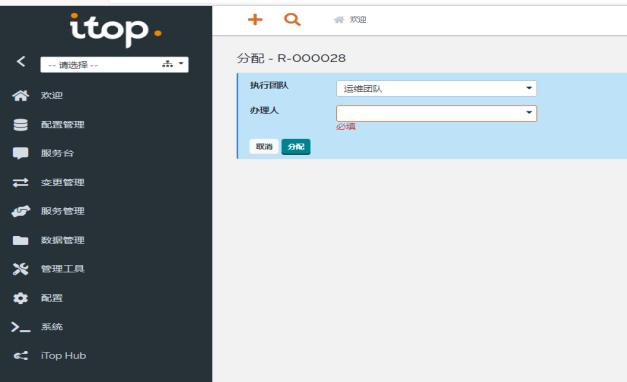 itop
-- 请选择 --
欢迎
配置管理
服务台
变更管理
服务管理
数据管理
管理工具
配置
系统
iTop Hub
欢迎
分配 - R-000028
执行团队
运维团队
办理人
必填
取消
分配